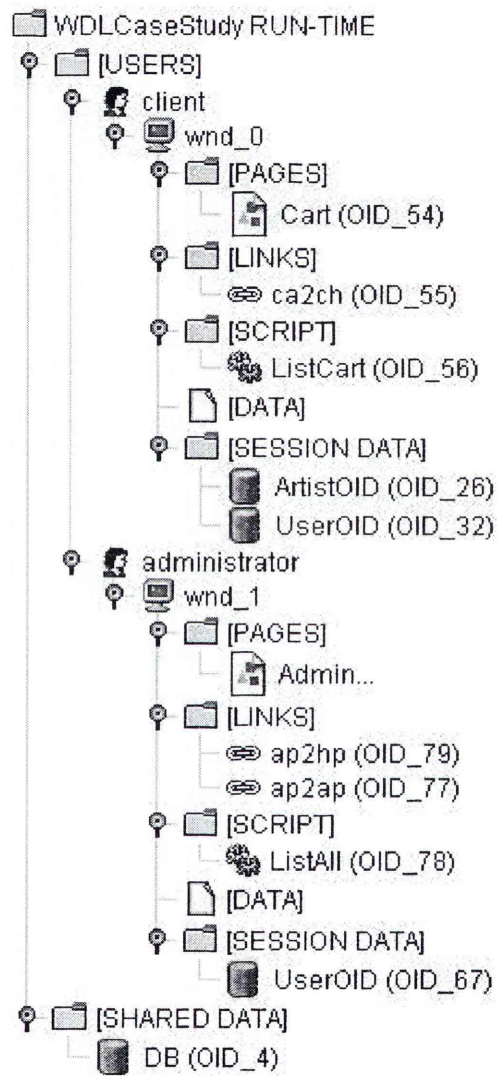 WDLCaseStudy RUN-TIME
[USERS]
client
wnd_0
[PAGES]
Cart (OID_54)
[LINKS]
ca2ch (OID_55)
[SCRIPT]
ListCart (OID_56)
[DATA]
[SESSION DATA]
ArtistOID (OID_26)
UserOID (OID_32)
administrator
wnd_1
[PAGES]
Admin...
[LINKS]
ap2hp (OID_79)
ap2ap (OID_77)
[SCRIPT]
ListAll (OID_78)
[DATA]
[SESSION DATA]
UserOID (OID_67)
[SHARED DATA]
DB (OID_4)